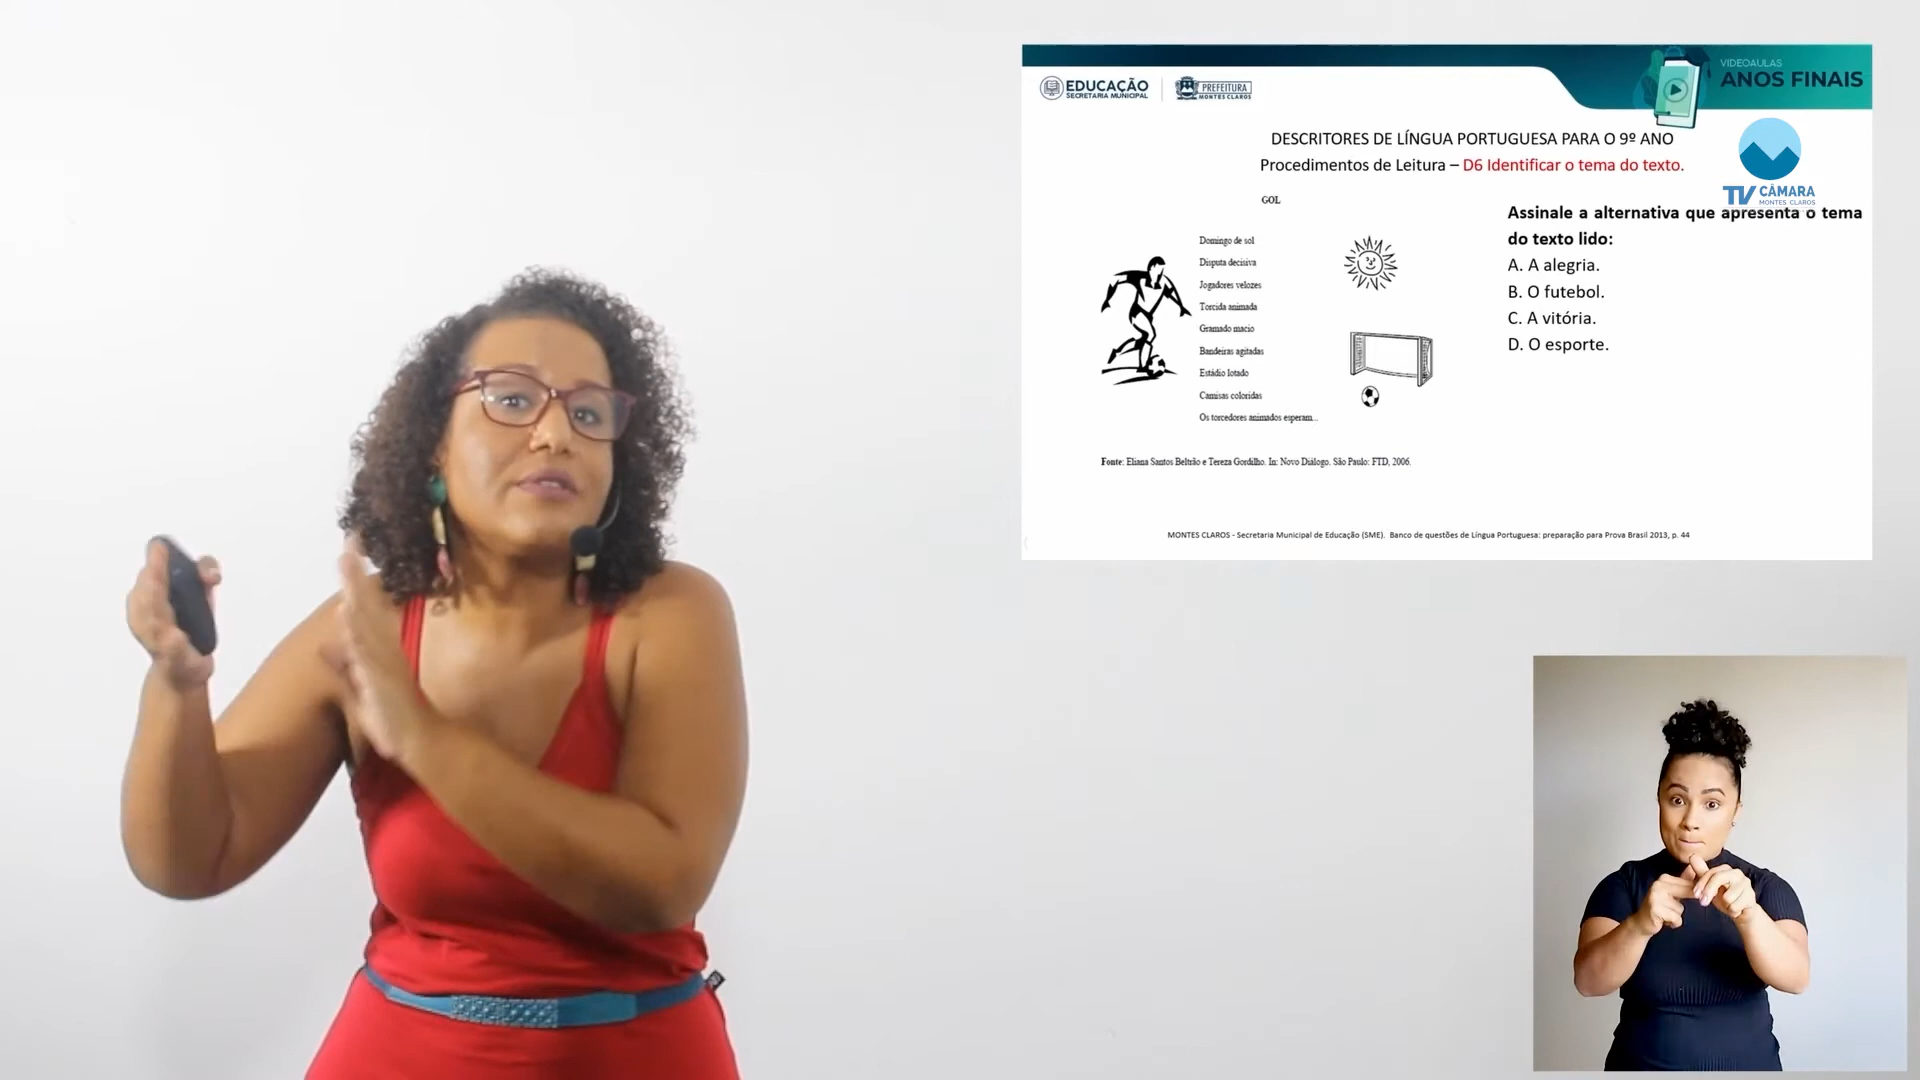 EDUCAÇÃO
SECRETARIA MUNICIPAL
PREFEITURA
MONTES CLAROS
VIDEOAULAS
ANOS FINAIS
DESCRITORES DE LÍNGUA PORTUGUESA PARA O 9º ANO
Procedimentos de Leitura – D6 Identificar o tema do texto.
TV CÂMARA
MONTES CLAROS
GOL
Domingo de sol
Disputa decisiva
Jogadores velozes
Torcida animada
Gramado macio
Bandeiras agitadas
Estádio lotado
Camisas coloridas
Os torcedores animados esperam...
Fonte: Eliana Santos Beltrão e Tereza Gordilho. In: Novo Diálogo. São Paulo: FTD, 2006.
Assinale a alternativa que apresenta o tema
do texto lido:
A. A alegria.
B. O futebol.
C. A vitória.
D. O esporte.
MONTES CLAROS - Secretaria Municipal de Educação (SME). Banco de questões de Língua Portuguesa: preparação para Prova Brasil 2013, p. 44